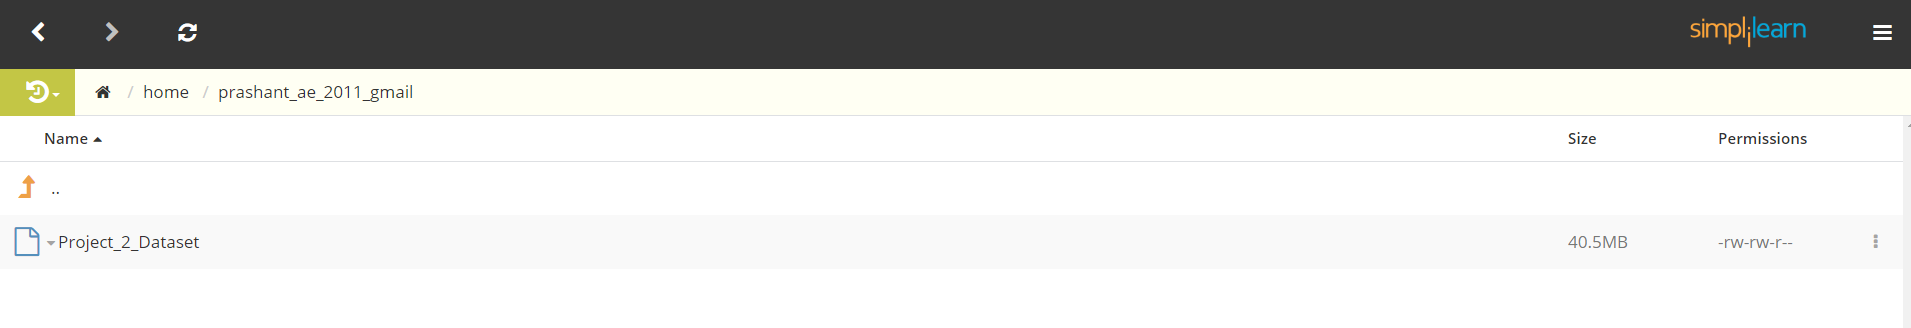 simplilearn
/ home / prashant_ae_2011_gmail
Name Size Permissions
..
Project_2_Dataset 40.5MB -rw-rw-r--